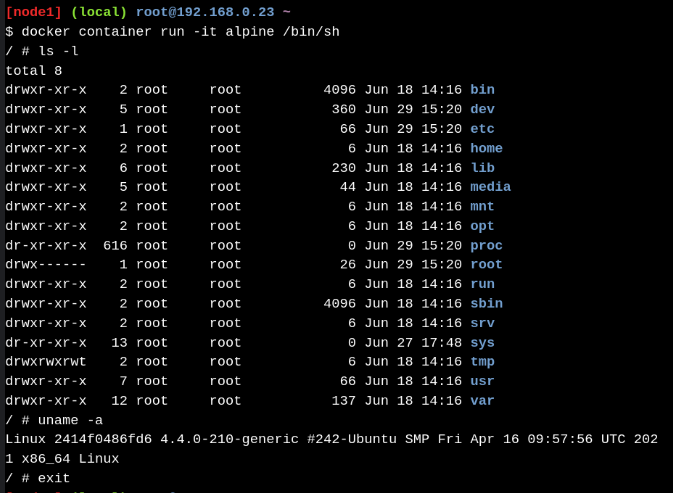 [node1] (local) root@192.168.0.23 ~
$ docker container run -it alpine /bin/sh
/ # ls -l
total 8
drwxr-xr-x    2 root     root          4096 Jun 18 14:16 bin
drwxr-xr-x    5 root     root           360 Jun 29 15:20 dev
drwxr-xr-x    1 root     root            66 Jun 29 15:20 etc
drwxr-xr-x    2 root     root             6 Jun 18 14:16 home
drwxr-xr-x    6 root     root           230 Jun 18 14:16 lib
drwxr-xr-x    5 root     root            44 Jun 18 14:16 media
drwxr-xr-x    2 root     root             6 Jun 18 14:16 mnt
drwxr-xr-x    2 root     root             6 Jun 18 14:16 opt
dr-xr-xr-x  616 root     root             0 Jun 29 15:20 proc
drwx------    1 root     root            26 Jun 29 15:20 root
drwxr-xr-x    2 root     root             6 Jun 18 14:16 run
drwxr-xr-x    2 root     root          4096 Jun 18 14:16 sbin
drwxr-xr-x    2 root     root             6 Jun 18 14:16 srv
dr-xr-xr-x   13 root     root             0 Jun 27 17:48 sys
drwxrwxrwt    2 root     root             6 Jun 18 14:16 tmp
drwxr-xr-x    7 root     root            66 Jun 18 14:16 usr
drwxr-xr-x   12 root     root           137 Jun 18 14:16 var
/ # uname -a
Linux 2414f0486fd6 4.4.0-210-generic #242-Ubuntu SMP Fri Apr 16 09:57:56 UTC 202
1 x86_64 Linux
/ # exit